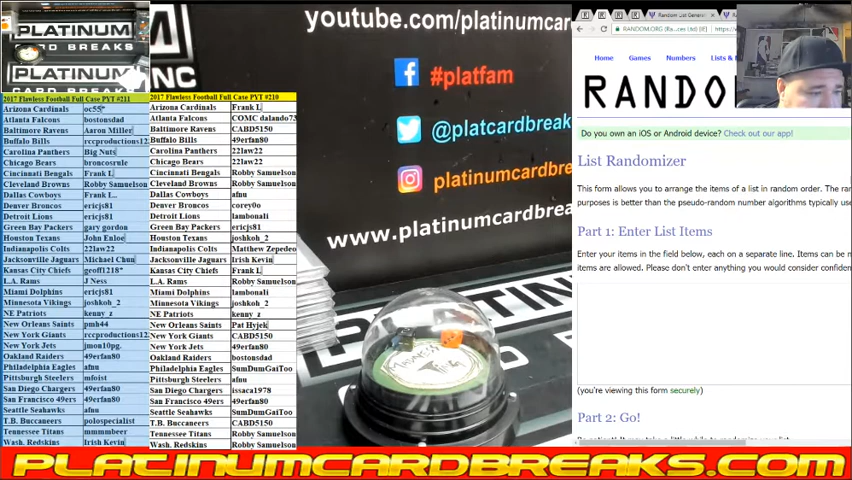 PLATINUM
CARD BREAKS
PLATINUM
CARD BREAKS
2017 Flawless Football Full Case PYT #211
Arizona Cardinals oc55*
Atlanta Falcons bostonsdad
Baltimore Ravens Aaron Miller
Buffalo Bills rccproductions12
Carolina Panthers Big Nuts
Chicago Bears broncosrule
Cincinnati Bengals Frank L
Cleveland Browns Robby Samuelson
Dallas Cowboys Frank L.
Denver Broncos ericjs81
Detroit Lions ericjs81
Green Bay Packers gary gordon
Houston Texans John Enloe
Indianapolis Colts 22law22
Jacksonville Jaguars Michael Chun
Kansas City Chiefs geoff1218*
L.A. Rams J Ness
Miami Dolphins ericjs81
Minnesota Vikings joshkoh_2
NE Patriots kenny_z
New Orleans Saints pmh44
New York Giants rccproductions12
New York Jets jmon10pg.
Oakland Raiders 49erfan80
Philadelphia Eagles afnu
Pittsburgh Steelers mfoist
San Diego Chargers 49erfan80
San Francisco 49ers 49erfan80
Seattle Seahawks afnu
T.B. Buccaneers polospecialist
Tennessee Titans mmmmbeer
Wash. Redskins Irish Kevin
2017 Flawless Football Full Case PYT #210
Arizona Cardinals Frank L
Atlanta Falcons COMC dalando73
Baltimore Ravens CABD5150
Buffalo Bills 49erfan80
Carolina Panthers 22law22
Chicago Bears 22law22
Cincinnati Bengals Robby Samuelson
Cleveland Browns Robby Samuelson
Dallas Cowboys afnu
Denver Broncos corey0o
Detroit Lions lambonali
Green Bay Packers ericjs81
Houston Texans joshkoh_2
Indianapolis Colts Matthew Zepedeo
Jacksonville Jaguars Irish Kevin
Kansas City Chiefs Frank L
L.A. Rams Robby Samuelson
Miami Dolphins lambonali
Minnesota Vikings joshkoh_2
NE Patriots kenny_z
New Orleans Saints Pat Hyjek
New York Giants CABD5150
New York Jets CABD5150
Oakland Raiders bostonsdad
Philadelphia Eagles SumDumGaiToo
Pittsburgh Steelers afnu
San Diego Chargers issaca1978
San Francisco 49ers 49erfan80
Seattle Seahawks SumDumGaiToo
T.B. Buccaneers CABD5150
Tennessee Titans Robby Samuelson
Wash. Redskins Robby Samuelson
youtube.com/platinumcard
#platfam
@platcardbreak
platinumcardbrea
www.platinumcardbrea
RANDOM.ORG
Home Games Numbers Lists &
RANDO
Do you own an iOS or Android device? Check out our app!
List Randomizer
This form allows you to arrange the items of a list in random order. The ra
purposes is better than the pseudo-random number algorithms typically use
Part 1: Enter List Items
Enter your items in the field below, each on a separate line. Items can be n
items are allowed. Please don't enter anything you would consider confiden
(you're viewing this form securely)
Part 2: Go!
PLATINUMCARDBREAKS.COM